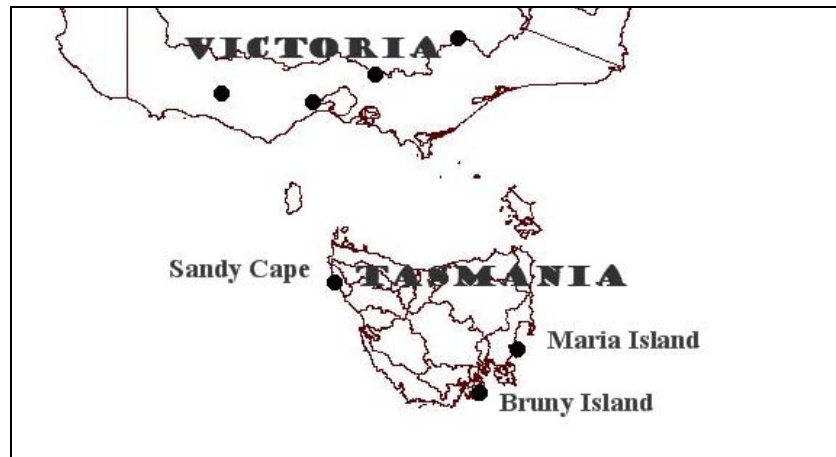 VICTORIA
Sandy Cape
TASMANIA
Maria Island
Bruny Island